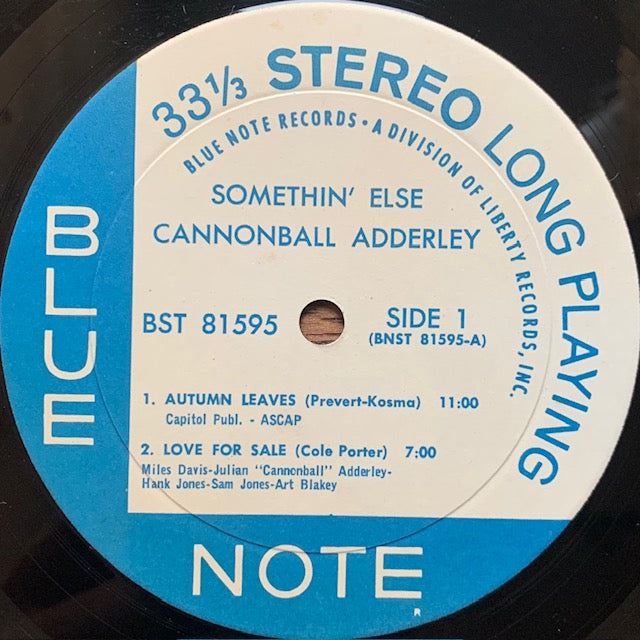 33⅓ STEREO LONG PLAYING
BLUE NOTE RECORDS • A DIVISION OF LIBERTY RECORDS, INC.
SOMETHIN' ELSE
CANNONBALL ADDERLEY
BST 81595
SIDE 1
(BNST 81595-A)
1. AUTUMN LEAVES (Prevert-Kosma) 11:00
Capitol Publ. - ASCAP
2. LOVE FOR SALE (Cole Porter) 7:00
Miles Davis-Julian "Cannonball" Adderley-
Hank Jones-Sam Jones-Art Blakey
BLUE
NOTE
R